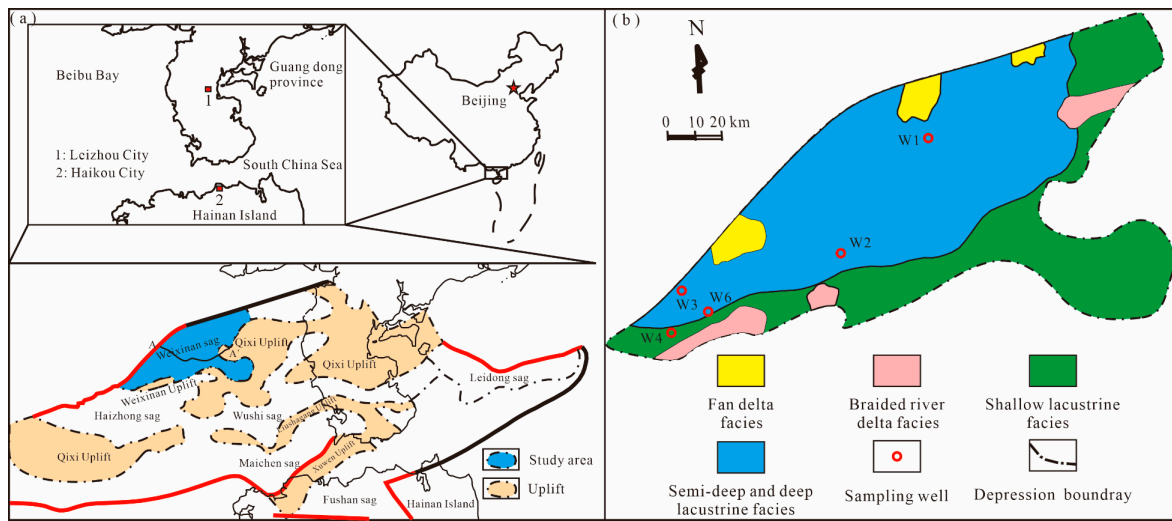 ( a )
Beibu Bay
Guang dong
province
1
1: Leizhou City
2: Haikou City
South China Sea
2
Hainan Island
Beijing
A
Weixinan sag
A'
Qixi Uplift
Qixi Uplift
Leidong sag
Weixinan Uplift
Haizhong sag
Wushi sag
Liushagang Uplift
Qixi Uplift
Maichen sag
Xuwen Uplift
Fushan sag
Hainan Island
Study area
Uplift
( b )
N
0 10 20 km
W1
W2
W3
W6
W4
Fan delta
facies
Braided river
delta facies
Shallow lacustrine
facies
Semi-deep and deep
lacustrine facies
Sampling well
Depression boundray